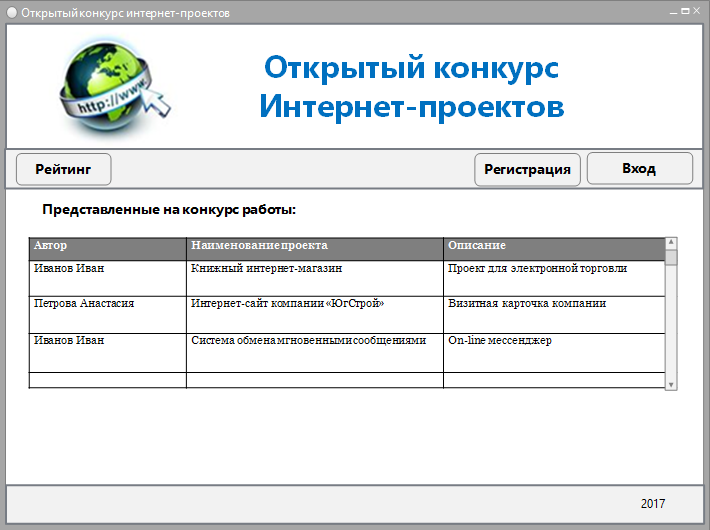 Открытый конкурс интернет-проектов
http://www.
Открытый конкурс
Интернет-проектов
Рейтинг
Регистрация
Вход
Представленные на конкурс работы:
Автор Наименование проекта Описание
Иванов Иван Книжный интернет-магазин Проект для электронной торговли
Петрова Анастасия Интернет-сайт компании «ЮгСтрой» Визитная карточка компании
Иванов Иван Система обмена мгновенными сообщениями On-line мессенджер
2017